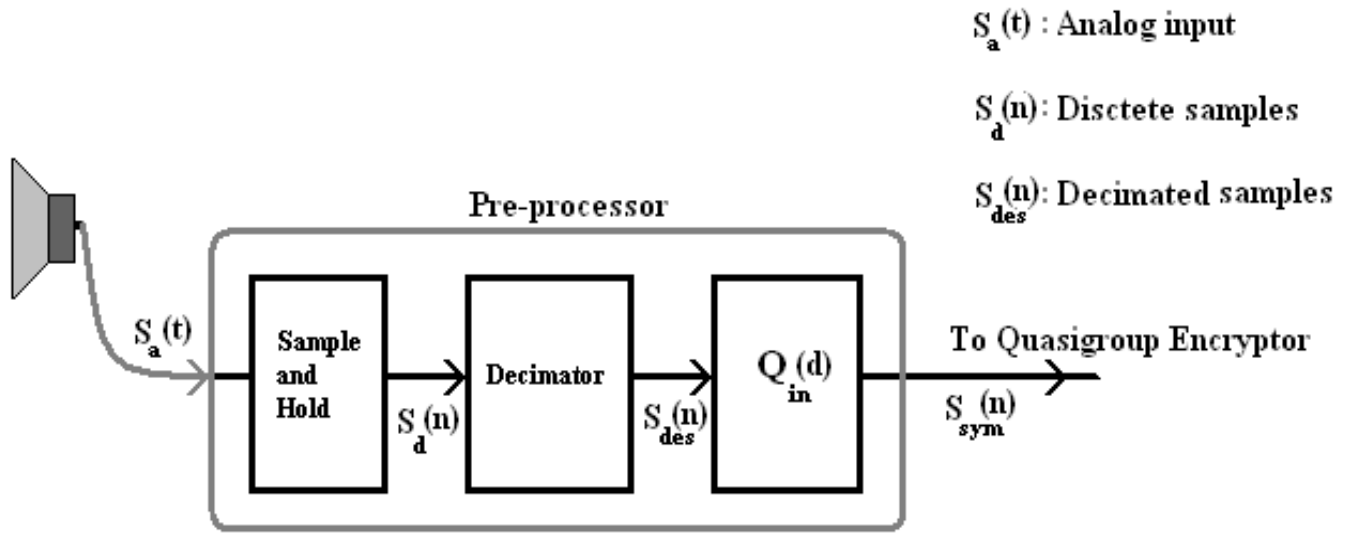 S_a(t) : Analog input
S_d(n): Disctete samples
S_des(n): Decimated samples
Pre-processor
S_a(t)
Sample
and
Hold
S_d(n)
Decimator
S_des(n)
Q_in(d)
To Quasigroup Encryptor
S_sym(n)